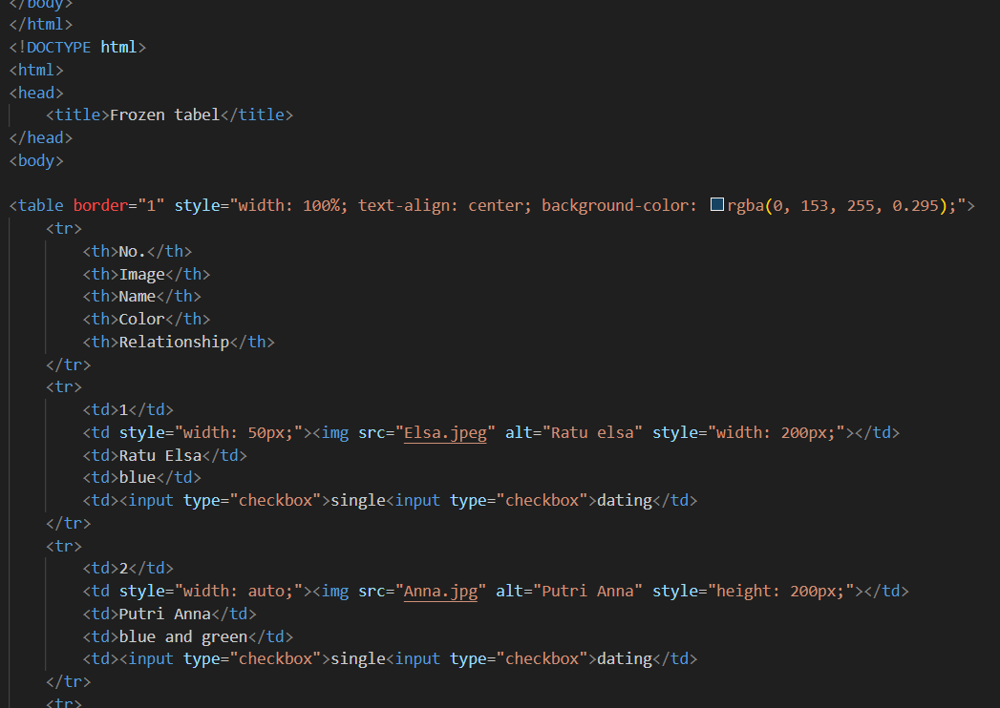 </body>
</html>
<!DOCTYPE html>
<html>
<head>
    <title>Frozen tabel</title>
</head>
<body>

<table border="1" style="width: 100%; text-align: center; background-color: rgba(0, 153, 255, 0.295);">
    <tr>
        <th>No.</th>
        <th>Image</th>
        <th>Name</th>
        <th>Color</th>
        <th>Relationship</th>
    </tr>
    <tr>
        <td>1</td>
        <td style="width: 50px;"><img src="Elsa.jpeg" alt="Ratu elsa" style="width: 200px;"></td>
        <td>Ratu Elsa</td>
        <td>blue</td>
        <td><input type="checkbox">single<input type="checkbox">dating</td>
    </tr>
    <tr>
        <td>2</td>
        <td style="width: auto;"><img src="Anna.jpg" alt="Putri Anna" style="height: 200px;"></td>
        <td>Putri Anna</td>
        <td>blue and green</td>
        <td><input type="checkbox">single<input type="checkbox">dating</td>
    </tr>
    <tr>